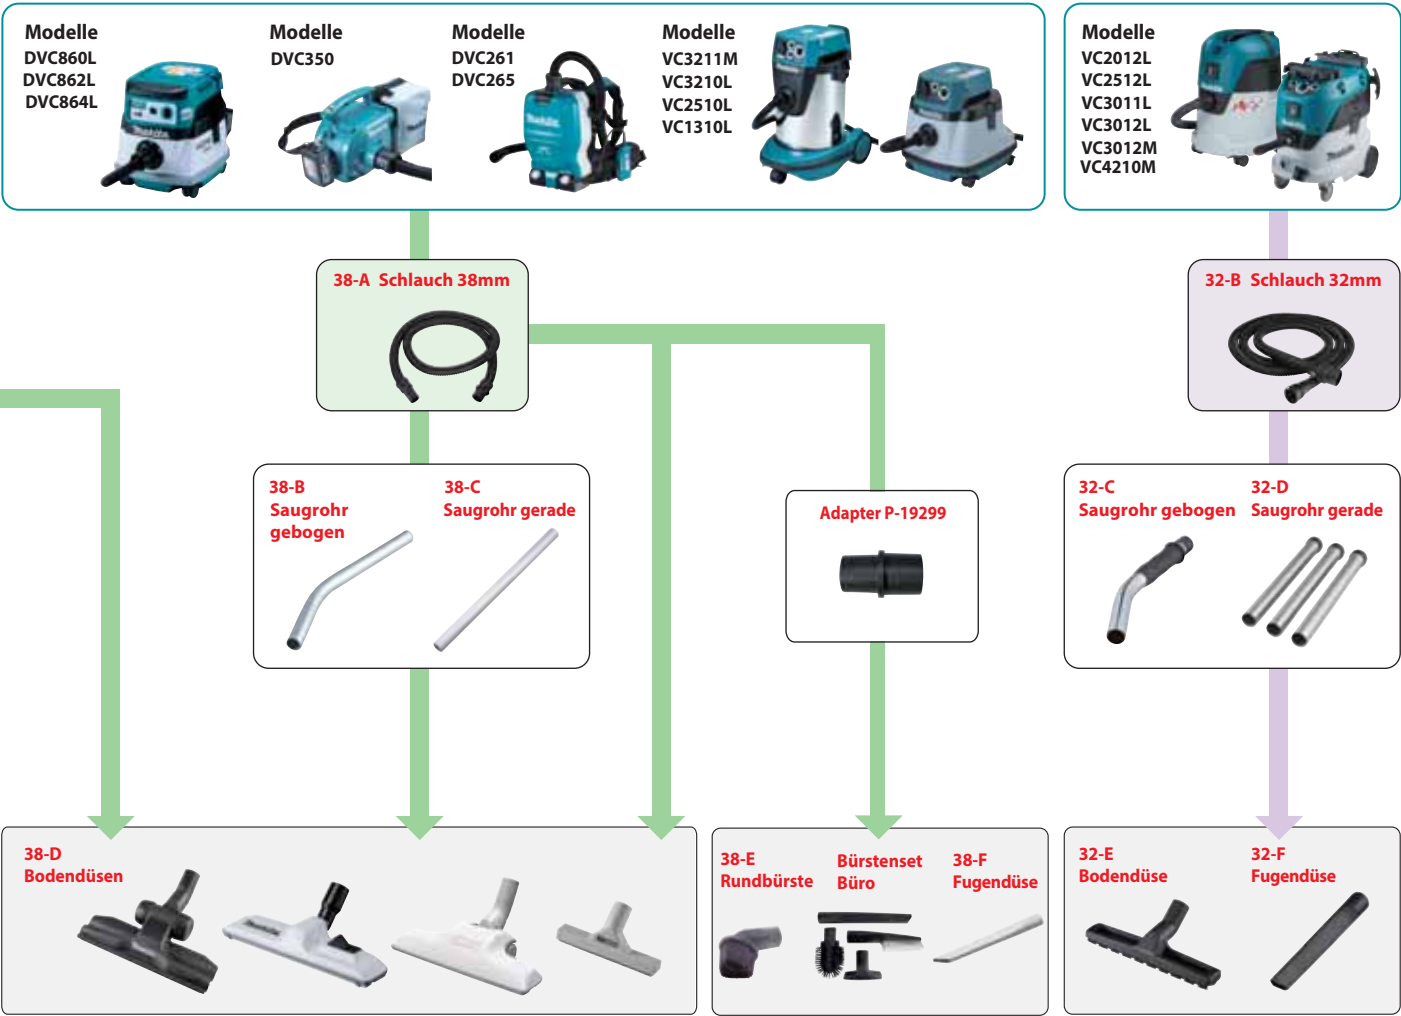 Modelle
DVC860L
DVC862L
DVC864L
Modelle
DVC350
Modelle
DVC261
DVC265
Modelle
VC3211M
VC3210L
VC2510L
VC1310L
Modelle
VC2012L
VC2512L
VC3011L
VC3012L
VC3012M
VC4210M
38-A Schlauch 38mm
32-B Schlauch 32mm
38-B
Saugrohr
gebogen
38-C
Saugrohr gerade
Adapter P-19299
32-C
Saugrohr gebogen
32-D
Saugrohr gerade
38-D
Bodendüsen
38-E
Rundbürste
Bürstenset
Büro
38-F
Fugendüse
32-E
Bodendüse
32-F
Fugendüse